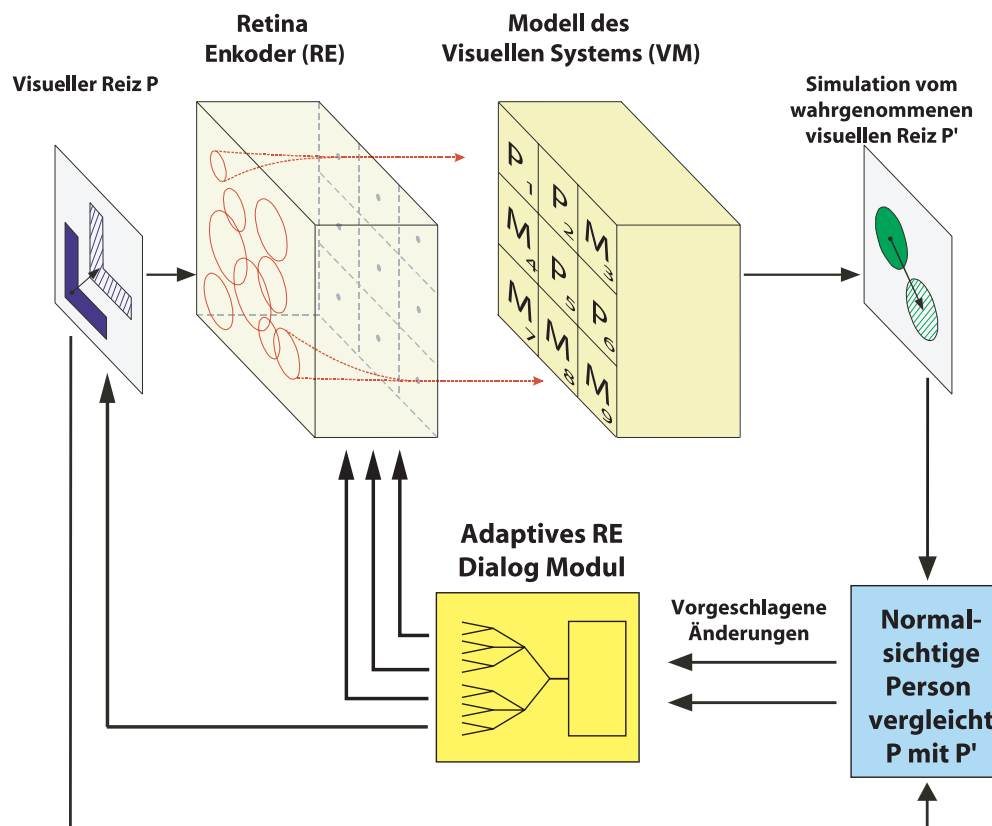 Retina
Enkoder (RE)
Modell des
Visuellen Systems (VM)
Visueller Reiz P
Simulation vom
wahrgenommenen
visuellen Reiz P'
P 1
P 2
M 3
M 4
P 5
P 6
M 7
M 8
M 9
Adaptives RE
Dialog Modul
Vorgeschlagene
Änderungen
Normal-
sichtige
Person
vergleicht
P mit P'